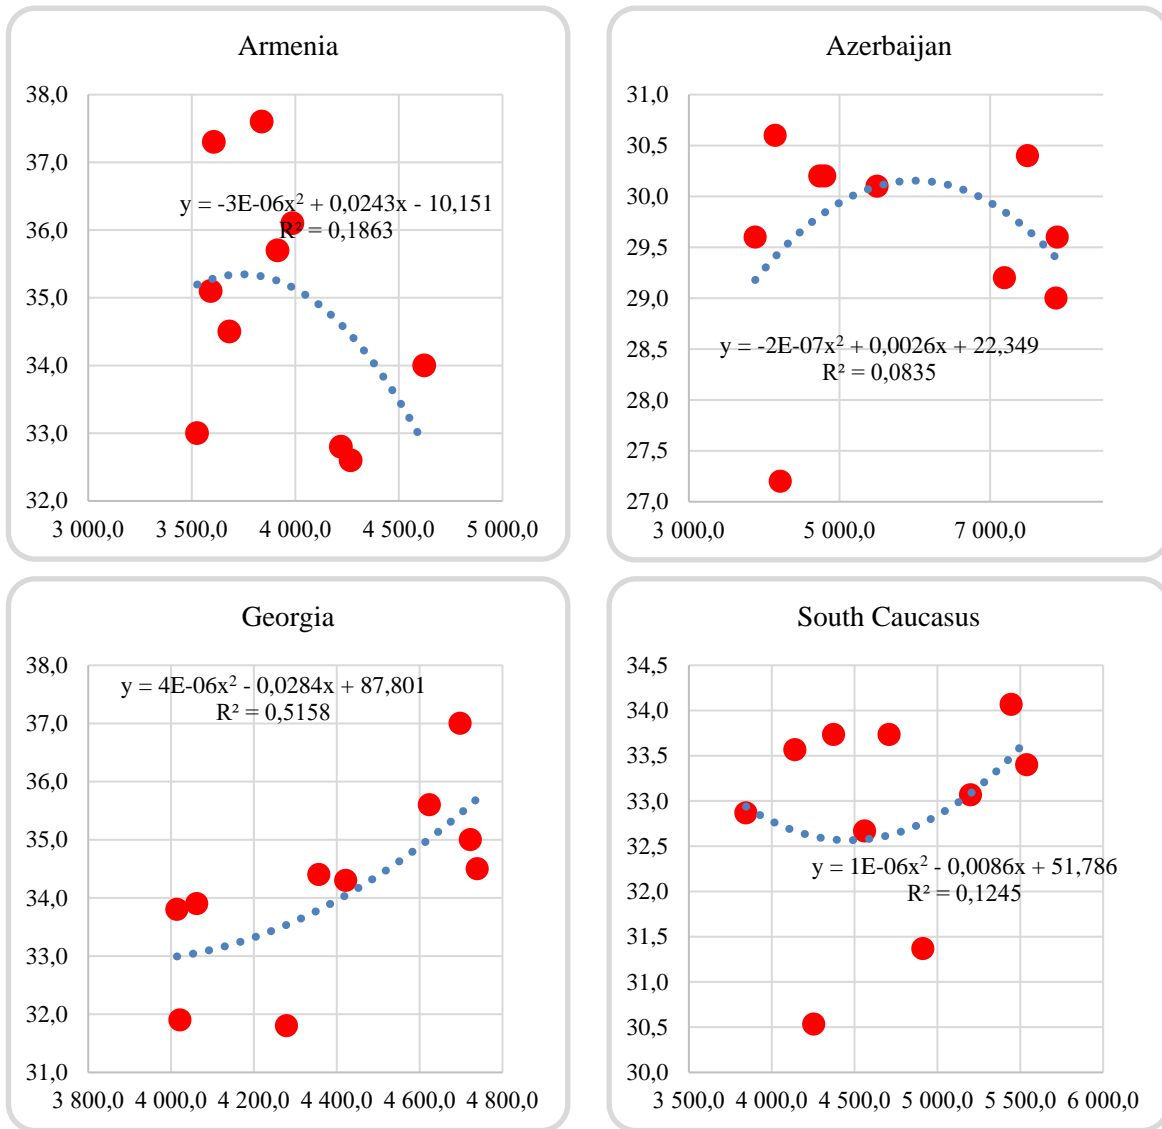 Armenia
38,0
37,0
36,0
35,0
34,0
33,0
32,0
y = -3E-06x² + 0,0243x - 10,151
R² = 0,1863
3 000,0 3 500,0 4 000,0 4 500,0 5 000,0
Azerbaijan
31,0
30,5
30,0
29,5
29,0
28,5
28,0
27,5
27,0
y = -2E-07x² + 0,0026x + 22,349
R² = 0,0835
3 000,0 5 000,0 7 000,0
Georgia
38,0
37,0
36,0
35,0
34,0
33,0
32,0
31,0
y = 4E-06x² - 0,0284x + 87,801
R² = 0,5158
3 800,0 4 000,0 4 200,0 4 400,0 4 600,0 4 800,0
South Caucasus
34,5
34,0
33,5
33,0
32,5
32,0
31,5
31,0
30,5
30,0
y = 1E-06x² - 0,0086x + 51,786
R² = 0,1245
3 500,0 4 000,0 4 500,0 5 000,0 5 500,0 6 000,0